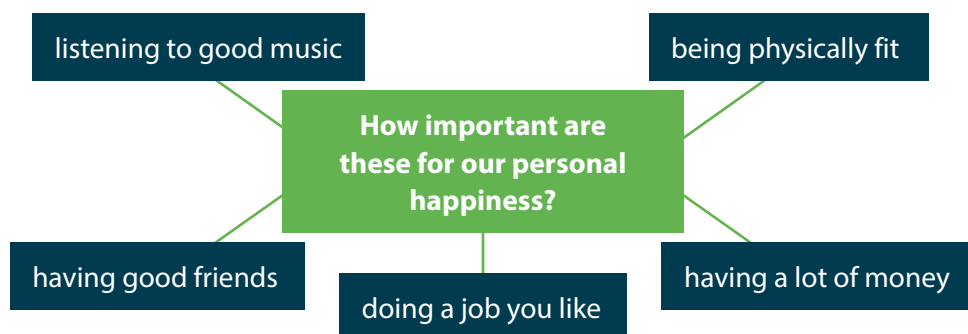 listening to good music
being physically fit
How important are
these for our personal
happiness?
having good friends
doing a job you like
having a lot of money